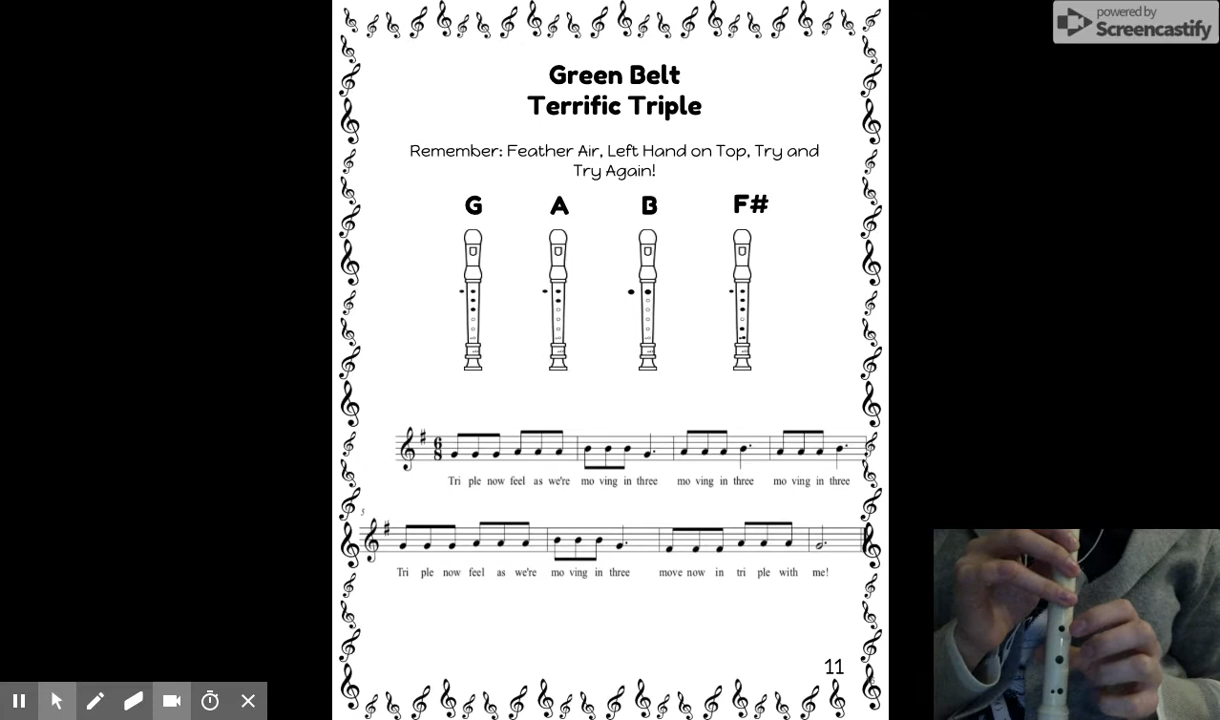 powered by
Screencastify
Green Belt
Terrific Triple
Remember: Feather Air, Left Hand on Top, Try and
Try Again!
G A B F#
6
8
Tri ple now feel as we're mo ving in three mo ving in three mo ving in three
5
Tri ple now feel as we're mo ving in three move now in tri ple with me!
11